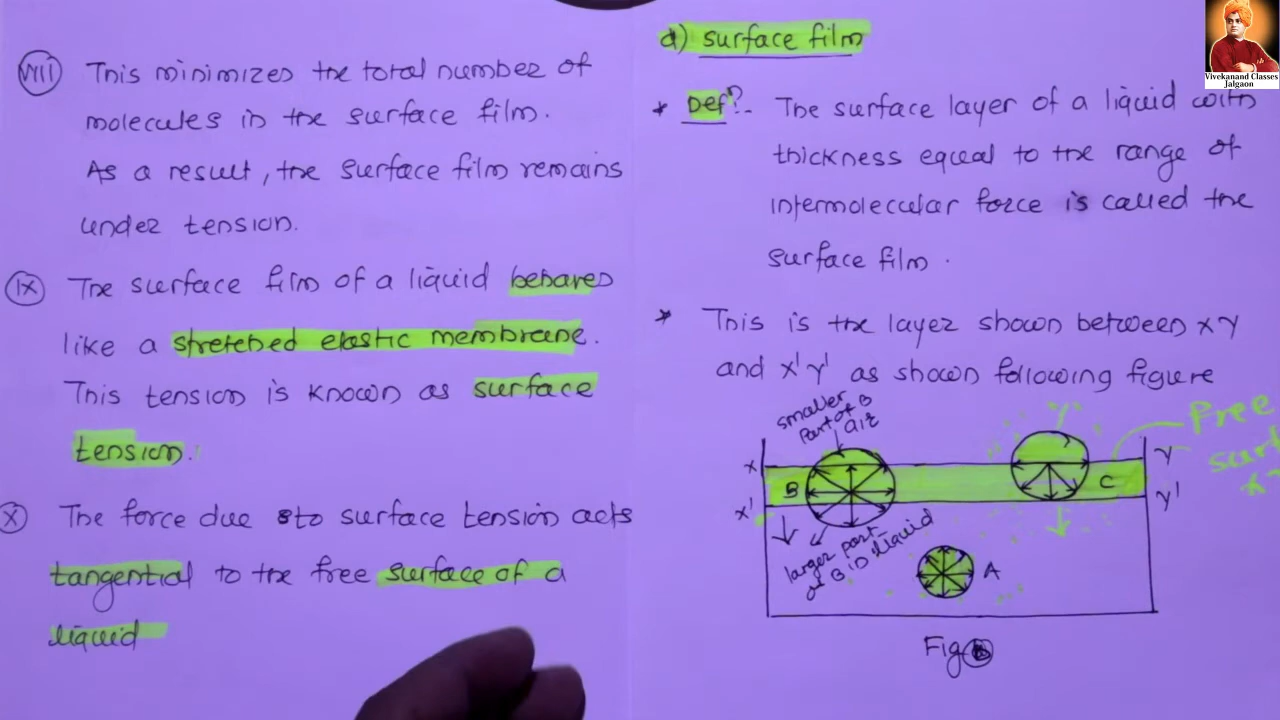 viii) This minimizes the total number of
molecules in the surface film.
As a result, the surface film remains
under tension.
ix) The surface film of a liquid behaves
like a stretched elastic membrane.
This tension is known as surface
tension.
x) The force due to surface tension acts
tangential to the free surface of a
liquid
d) surface film
* Defn:- The surface layer of a liquid with
thickness equal to the range of
intermolecular force is called the
surface film.
* This is the layer shown between xy
and x'y' as shown following figure
smaller
part of B
air
Free
x
B
C
y
x'
y'
larger part
of B in liquid
A
Fig
Vivekanand Classes
Jalgaon